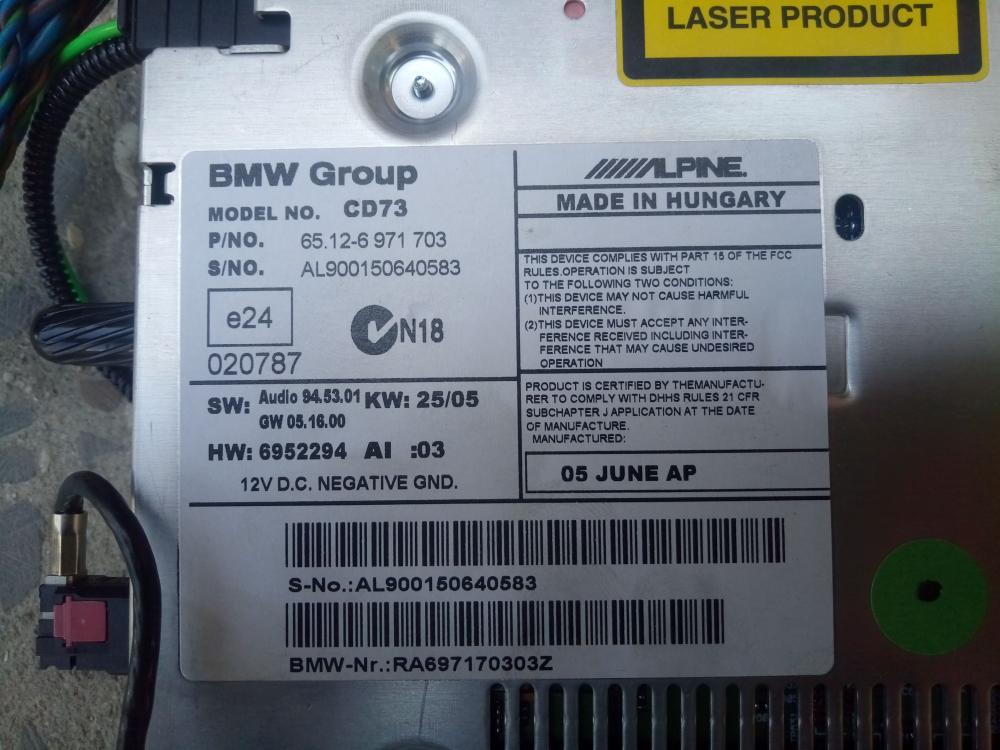 LASER PRODUCT
BMW Group
MODEL NO. CD73
P/NO. 65.12-6 971 703
S/NO. AL900150640583
e24
020787
N18
SW: Audio 94.53.01 KW: 25/05
GW 05.16.00
HW: 6952294 AI :03
12V D.C. NEGATIVE GND.
ALPINE.
MADE IN HUNGARY
THIS DEVICE COMPLIES WITH PART 15 OF THE FCC
RULES.OPERATION IS SUBJECT
TO THE FOLLOWING TWO CONDITIONS:
(1)THIS DEVICE MAY NOT CAUSE HARMFUL
INTERFERENCE.
(2)THIS DEVICE MUST ACCEPT ANY INTER-
FERENCE RECEIVED INCLUDING INTER-
FERENCE THAT MAY CAUSE UNDESIRED
OPERATION
PRODUCT IS CERTIFIED BY THEMANUFACTU-
RER TO COMPLY WITH DHHS RULES 21 CFR
SUBCHAPTER J APPLICATION AT THE DATE
OF MANUFACTURE.
MANUFACTURED:
05 JUNE AP
S-No.:AL900150640583
BMW-Nr.:RA697170303Z